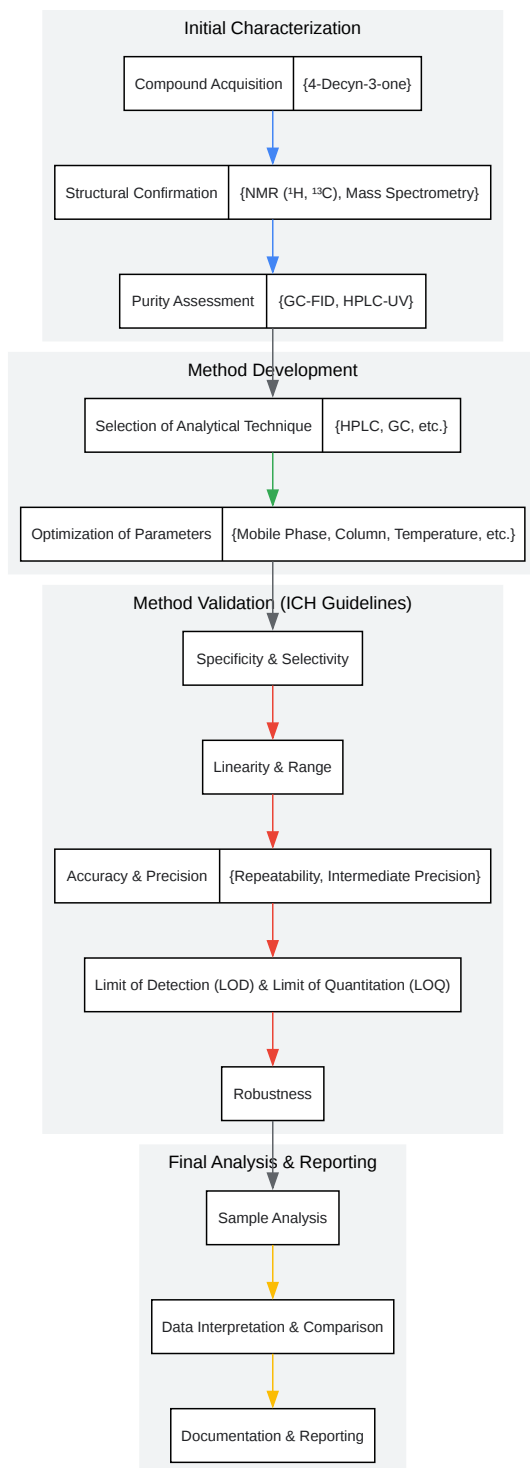 Initial Characterization
Compound Acquisition {4-Decyn-3-one}
Structural Confirmation {NMR (¹H, ¹³C), Mass Spectrometry}
Purity Assessment {GC-FID, HPLC-UV}
Method Development
Selection of Analytical Technique {HPLC, GC, etc.}
Optimization of Parameters {Mobile Phase, Column, Temperature, etc.}
Method Validation (ICH Guidelines)
Specificity & Selectivity
Linearity & Range
Accuracy & Precision {Repeatability, Intermediate Precision}
Limit of Detection (LOD) & Limit of Quantitation (LOQ)
Robustness
Final Analysis & Reporting
Sample Analysis
Data Interpretation & Comparison
Documentation & Reporting